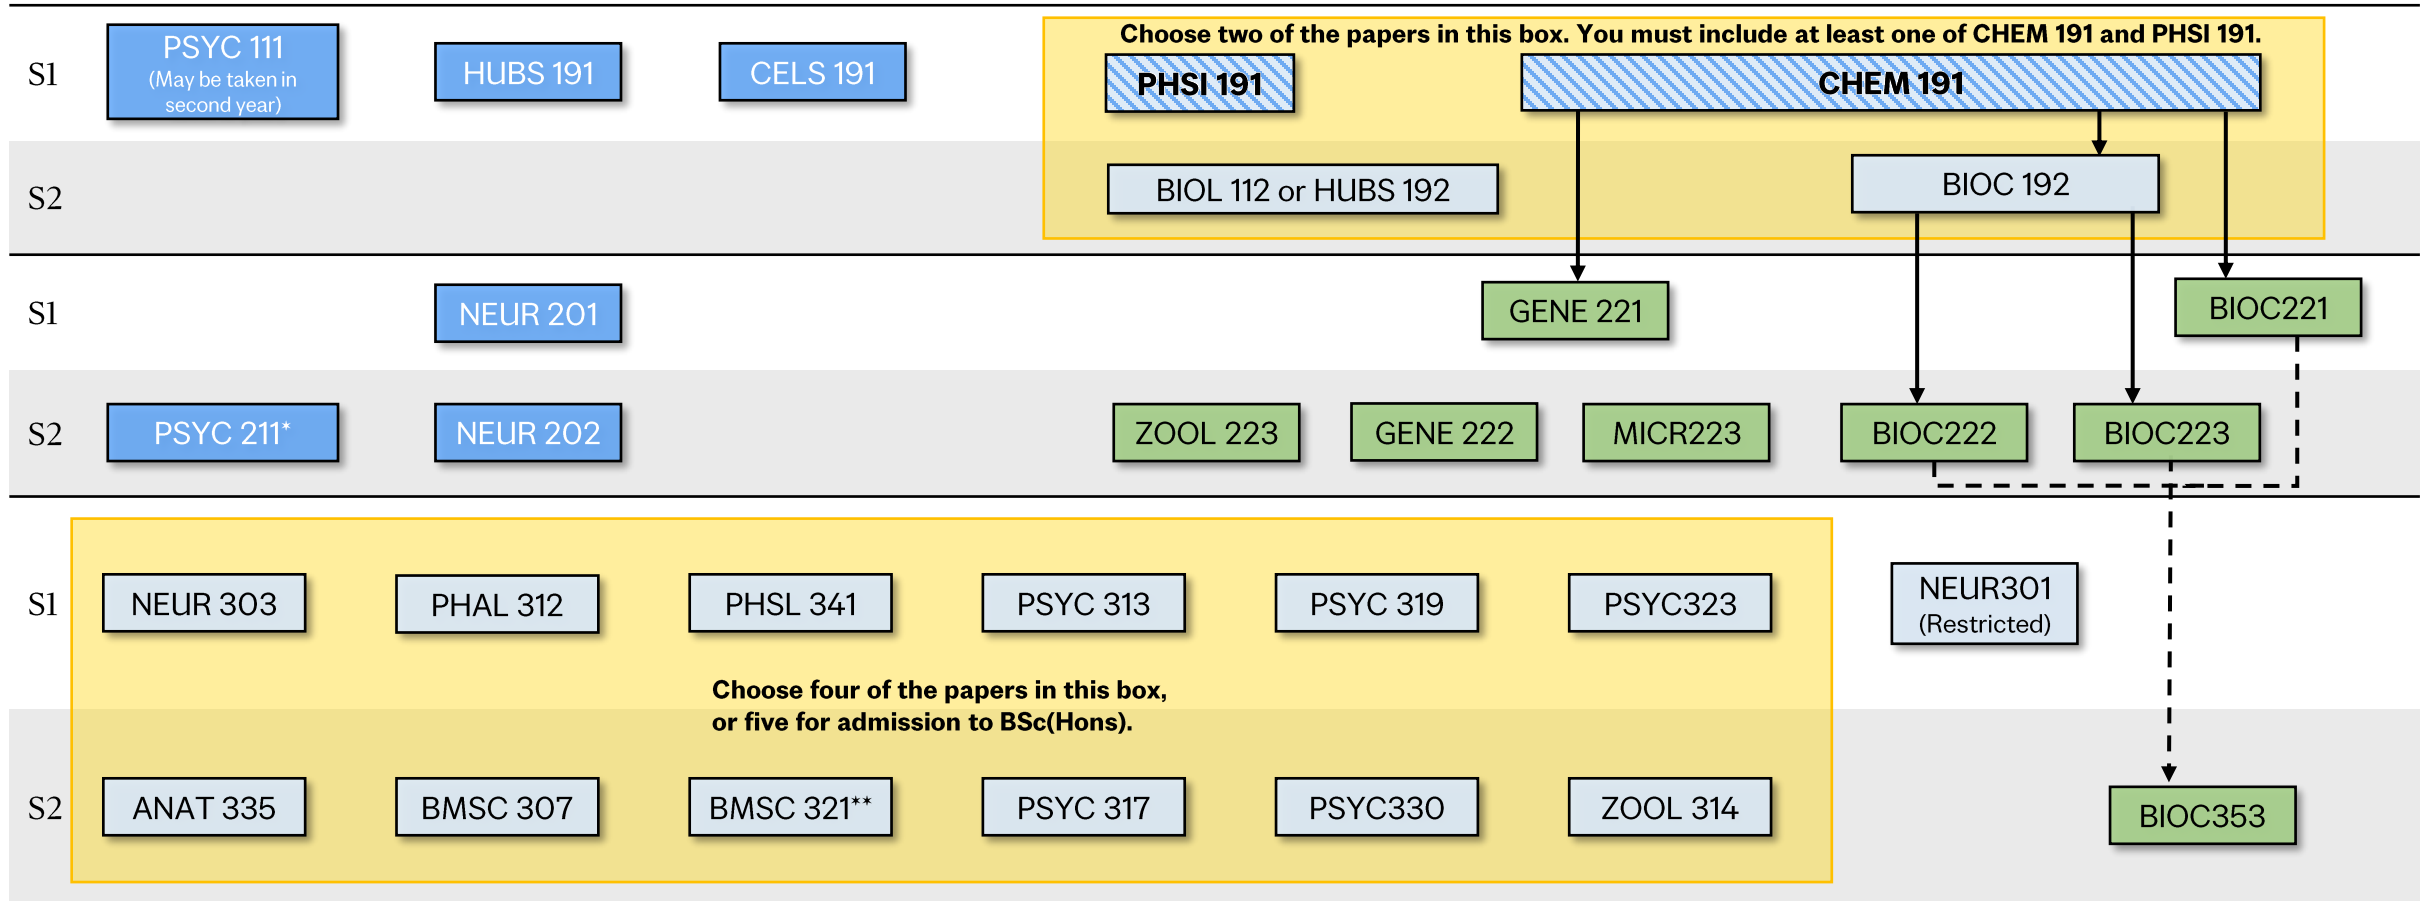 Choose two of the papers in this box. You must include at least one of CHEM 191 and PHSI 191.
S1
PSYC 111
(May be taken in
second year)
HUBS 191
CELS 191
PHSI 191
CHEM 191
S2
BIOL 112 or HUBS 192
BIOC 192
S1
NEUR 201
GENE 221
BIOC221
S2
PSYC 211*
NEUR 202
ZOOL 223
GENE 222
MICR223
BIOC222
BIOC223
S1
NEUR 303
PHAL 312
PHSL 341
PSYC 313
PSYC 319
PSYC323
NEUR301
(Restricted)
Choose four of the papers in this box,
or five for admission to BSc(Hons).
S2
ANAT 335
BMSC 307
BMSC 321**
PSYC 317
PSYC330
ZOOL 314
BIOC353